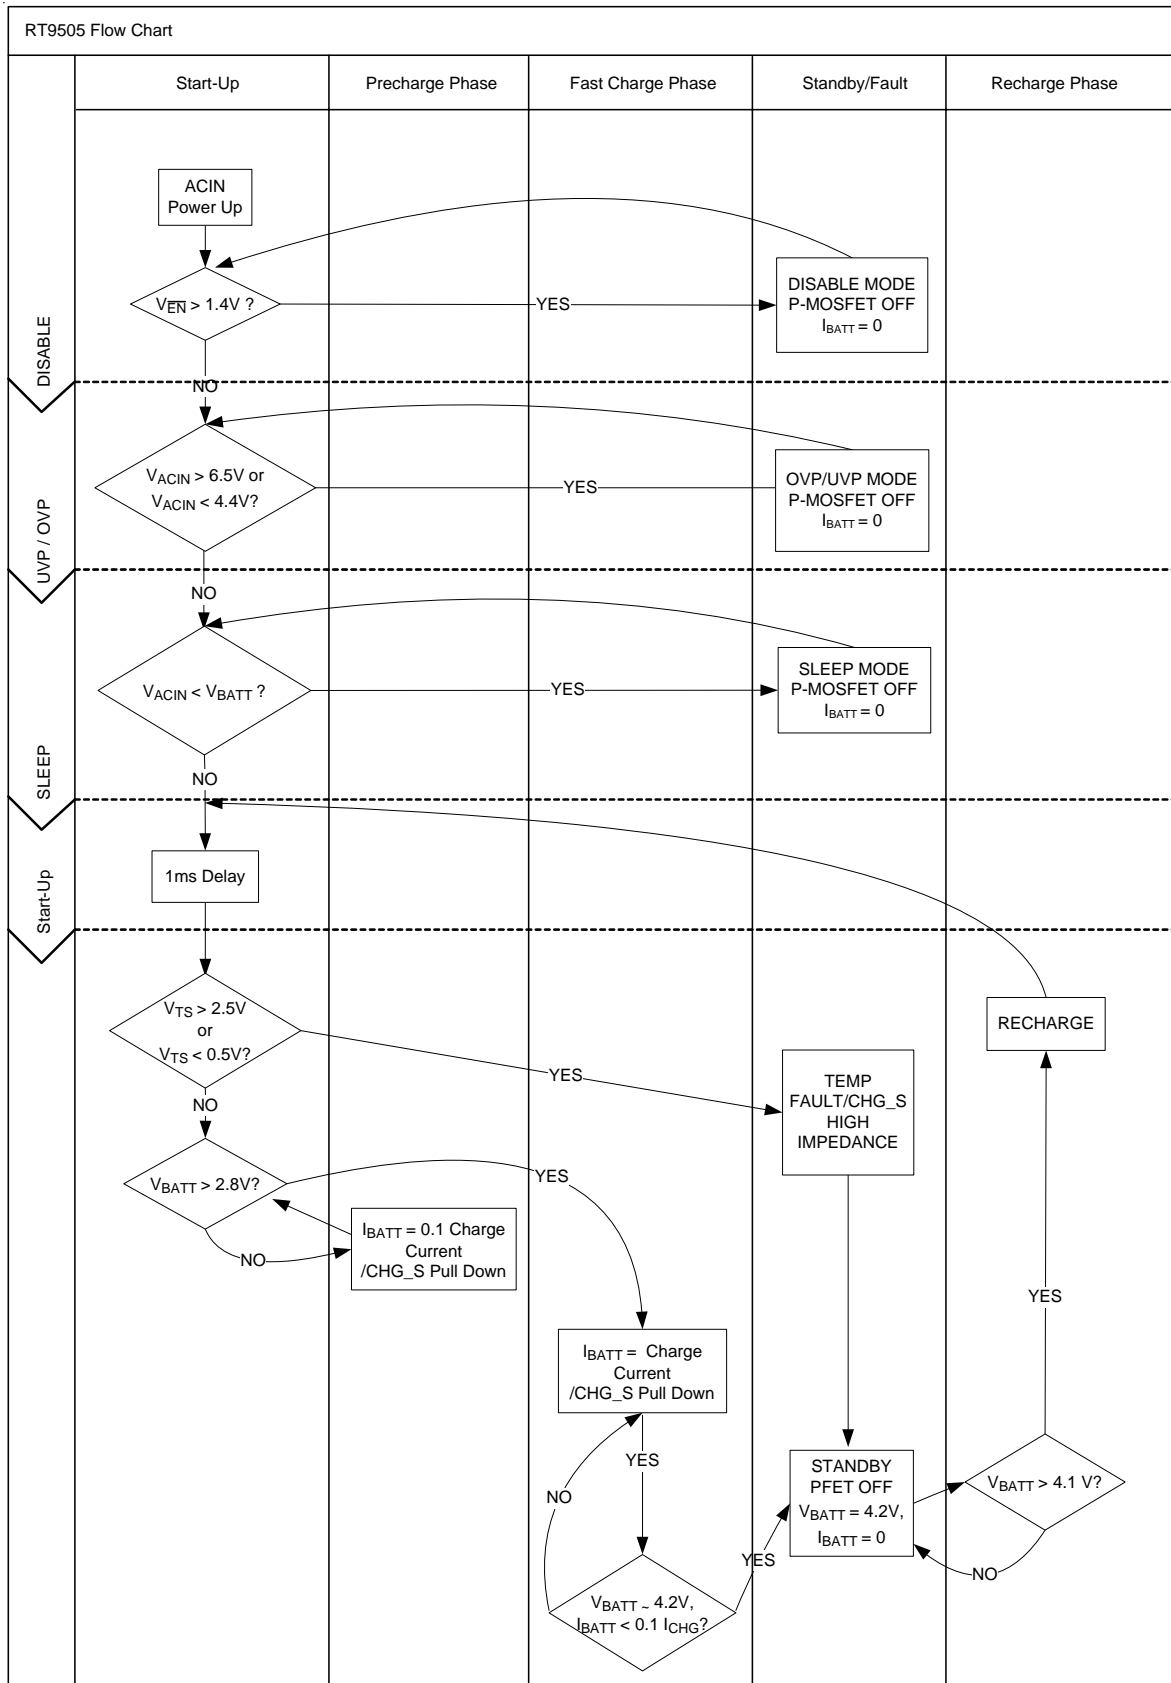 RT9505 Flow Chart
Start-Up
Precharge Phase
Fast Charge Phase
Standby/Fault
Recharge Phase
DISABLE
ACIN
Power Up
VEN > 1.4V ?
YES
DISABLE MODE
P-MOSFET OFF
IBATT = 0
NO
UVP / OVP
VACIN > 6.5V or
VACIN < 4.4V?
YES
OVP/UVP MODE
P-MOSFET OFF
IBATT = 0
NO
SLEEP
VACIN < VBATT ?
YES
SLEEP MODE
P-MOSFET OFF
IBATT = 0
NO
Start-Up
1ms Delay
VTS > 2.5V
or
VTS < 0.5V?
YES
TEMP
FAULT/CHG_S
HIGH
IMPEDANCE
RECHARGE
NO
VBATT > 2.8V?
YES
NO
IBATT = 0.1 Charge
Current
/CHG_S Pull Down
YES
IBATT = Charge
Current
/CHG_S Pull Down
YES
NO
STANDBY
PFET OFF
VBATT = 4.2V,
IBATT = 0
VBATT > 4.1 V?
YES
NO
VBATT ~ 4.2V,
IBATT < 0.1 ICHG?